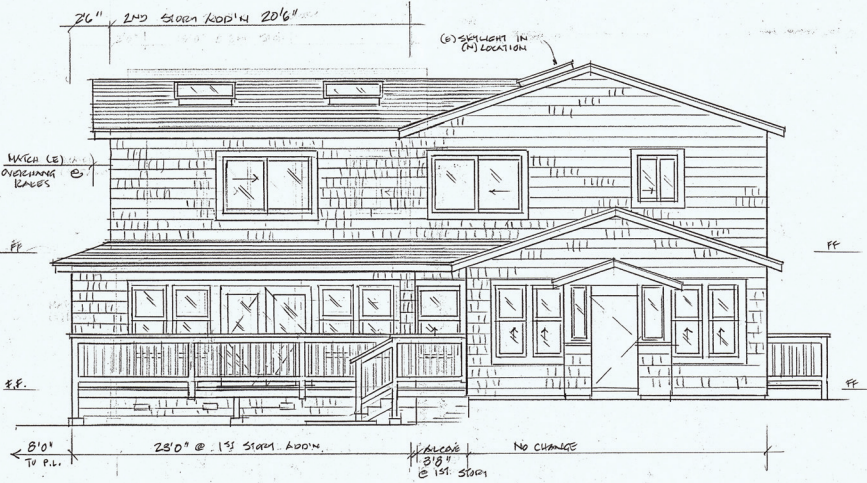 2'6" 2ND STORY ADD'N 20'6"
(E) SKYLIGHT IN
(N) LOCATION
MATCH (E)
OVERHANG @
RAKES
FF
FF
F.F.
FF
8'0"
TO P.L.
23'0" @ 1ST STORY ADD'N.
ALCOVE
3'8"
@ 1ST STORY
NO CHANGE